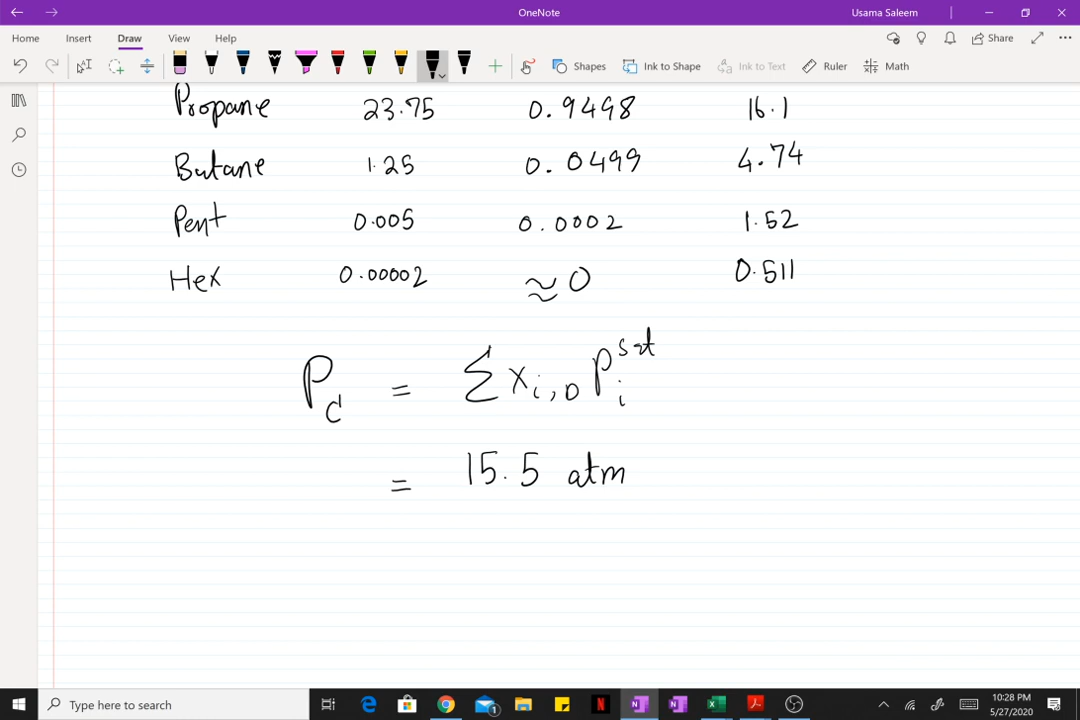 OneNote
Usama Saleem
Home Insert Draw View Help
Share
Shapes Ink to Shape Ink to Text Ruler Math
Propane 23.75 0.9498 16.1
Butane 1.25 0.0499 4.74
Pent 0.005 0.0002 1.52
Hex 0.00002 ≈0 0.511
P_c = Σ x_{i,D} P_i^{sat}
= 15.5 atm
Type here to search
1
10:28 PM
5/27/2020